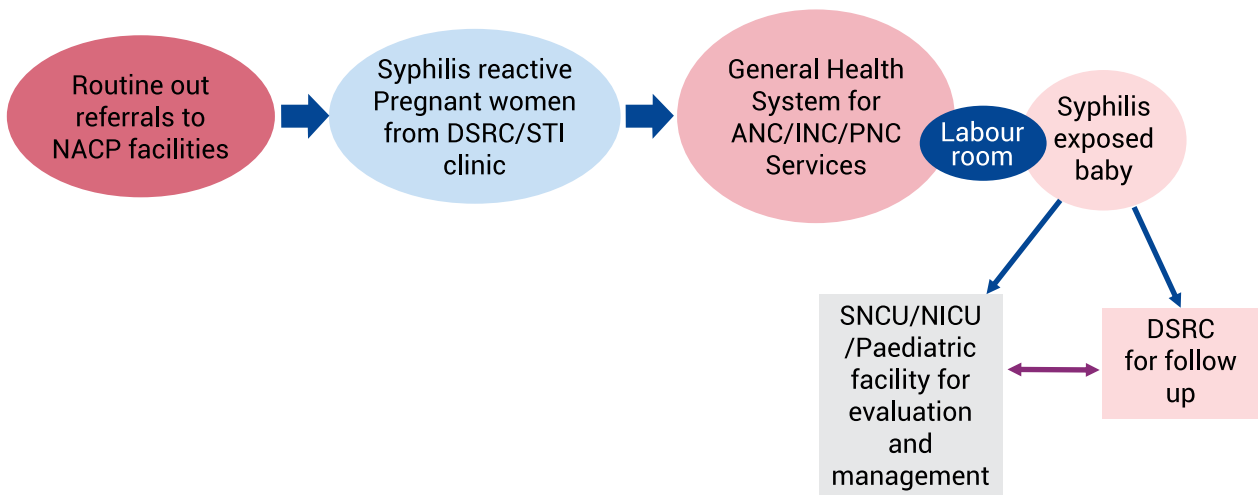 Routine out
referrals to
NACP facilities
Syphilis reactive
Pregnant women
from DSRC/STI
clinic
General Health
System for
ANC/INC/PNC
Services
Labour
room
Syphilis
exposed
baby
SNCU/NICU
/Paediatric
facility for
evaluation
and
management
DSRC
for follow
up